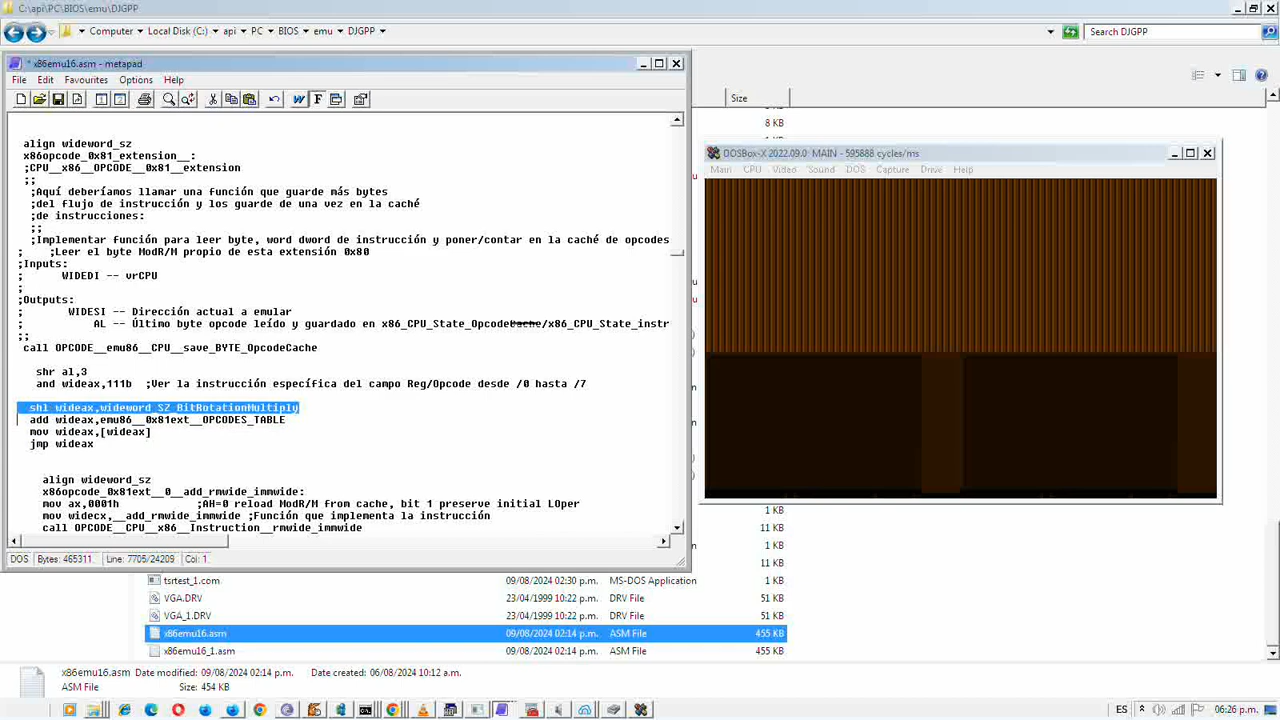 C:\api\PC\BIOS\emu\DJGPP
Computer Local Disk (C:) api PC BIOS emu DJGPP
Search DJGPP
* x86emu16.asm - metapad
File Edit Favourites Options Help
align wideword_sz
x86opcode_0x81_extension__:
;CPU__x86__OPCODE__0x81__extension
;;
;Aquí deberíamos llamar una función que guarde más bytes
;del flujo de instrucción y los guarde de una vez en la caché
;de instrucciones:
;;
;Implementar función para leer byte, word dword de instrucción y poner/contar en la caché de opcodes
; ;Leer el byte ModR/M propio de esta extensión 0x80
;Inputs:
; WIDEDI -- vrCPU
;
;Outputs:
; WIDESI -- Dirección actual a emular
; AL -- Último byte opcode leído y guardado en x86_CPU_State_OpcodeCache/x86_CPU_State_instr
;;
call OPCODE__emu86__CPU__save_BYTE_OpcodeCache
shr al,3
and wideax,111b ;Ver la instrucción específica del campo Reg/Opcode desde /0 hasta /7
shl wideax,wideword_SZ_BitRotationMultiply
add wideax,emu86__0x81ext__OPCODES_TABLE
mov wideax,[wideax]
jmp wideax
align wideword_sz
x86opcode_0x81ext__0__add_rmwide_immwide:
mov ax,0001h ;AH=0 reload ModR/M from cache, bit 1 preserve initial LOper
mov widecx,__add_rmwide_immwide ;Función que implementa la instrucción
call OPCODE__CPU__x86__Instruction__rmwide_immwide
DOS Bytes: 465311 Line: 7705/24209 Col: 1
Size
8 KB
DOSBox-X 2022.09.0: MAIN - 595888 cycles/ms
Main CPU Video Sound DOS Capture Drive Help
1 KB
11 KB
11 KB
11 KB
tsrtest_1.com 09/08/2024 02:30 p.m. MS-DOS Application 1 KB
VGA.DRV 23/04/1999 10:22 p.m. DRV File 51 KB
VGA_1.DRV 23/04/1999 10:22 p.m. DRV File 51 KB
x86emu16.asm 09/08/2024 02:14 p.m. ASM File 455 KB
x86emu16_1.asm 09/08/2024 02:14 p.m. ASM File 455 KB
x86emu16.asm Date modified: 09/08/2024 02:14 p.m. Date created: 06/08/2024 10:12 a.m.
ASM File Size: 454 KB
ES 06:26 p.m.